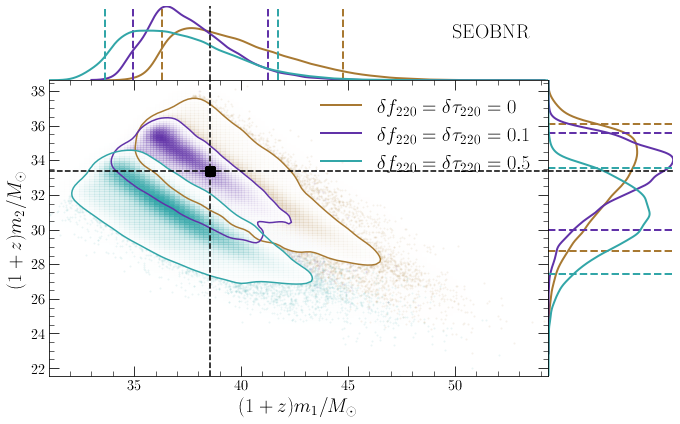 SEOBNR
δf₂₂₀ = δτ₂₂₀ = 0
δf₂₂₀ = δτ₂₂₀ = 0.1
δf₂₂₀ = δτ₂₂₀ = 0.5
38
36
34
32
30
28
26
24
22
(1 + z)m₂/M☉
35 40 45 50
(1 + z)m₁/M☉